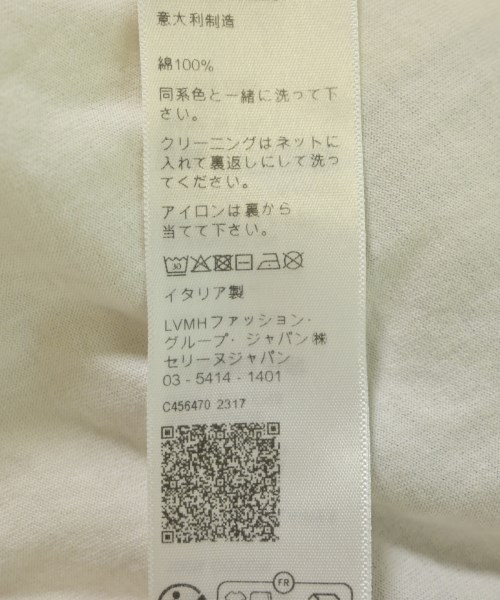 意大利制造
綿100%
同系色と一緒に洗って下
さい。
クリーニングはネットに
入れて裏返しにして洗っ
てください。
アイロンは裏から
当てて下さい。
30
イタリア製
LVMHファッション・
グループ・ジャパン㈱
セリーヌジャパン
03 - 5414 - 1401
C456470 2317
FR